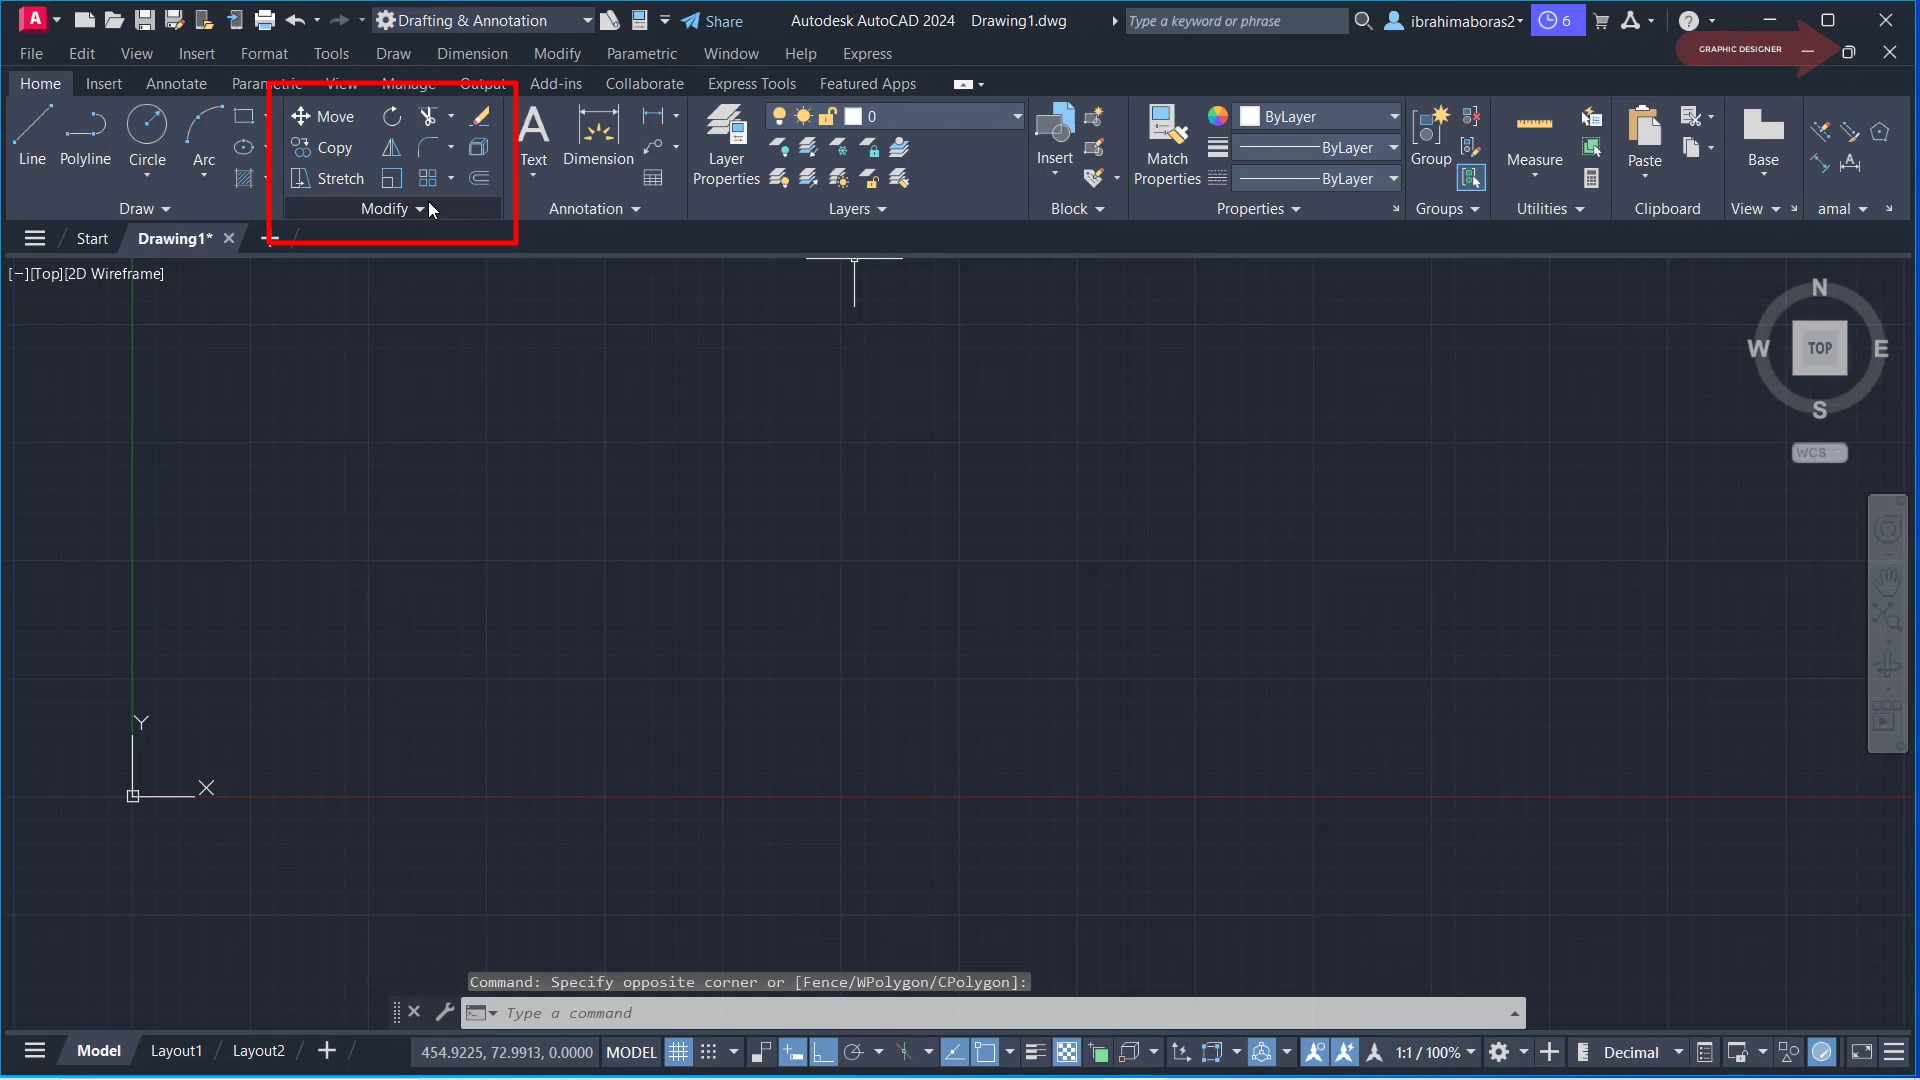 A Drafting & Annotation Share Autodesk AutoCAD 2024 Drawing1.dwg Type a keyword or phrase ibrahimaboras2 6
File Edit View Insert Format Tools Draw Dimension Modify Parametric Window Help Express
GRAPHIC DESIGNER
Home Insert Annotate Parametric View Manage Output Add-ins Collaborate Express Tools Featured Apps
Move
Copy
Stretch
Line Polyline Circle Arc
Text Dimension
Layer Properties
0
Insert
Match Properties
ByLayer
ByLayer
ByLayer
Group
Measure
Paste
Base
Draw Modify Annotation Layers Block Properties Groups Utilities Clipboard View amal
Start Drawing1*
[−][Top][2D Wireframe]
N
W TOP E
S
WCS
Y
X
Command: Specify opposite corner or [Fence/WPolygon/CPolygon]:
Type a command
Model Layout1 Layout2 454.9225, 72.9913, 0.0000 MODEL 1:1 / 100% Decimal